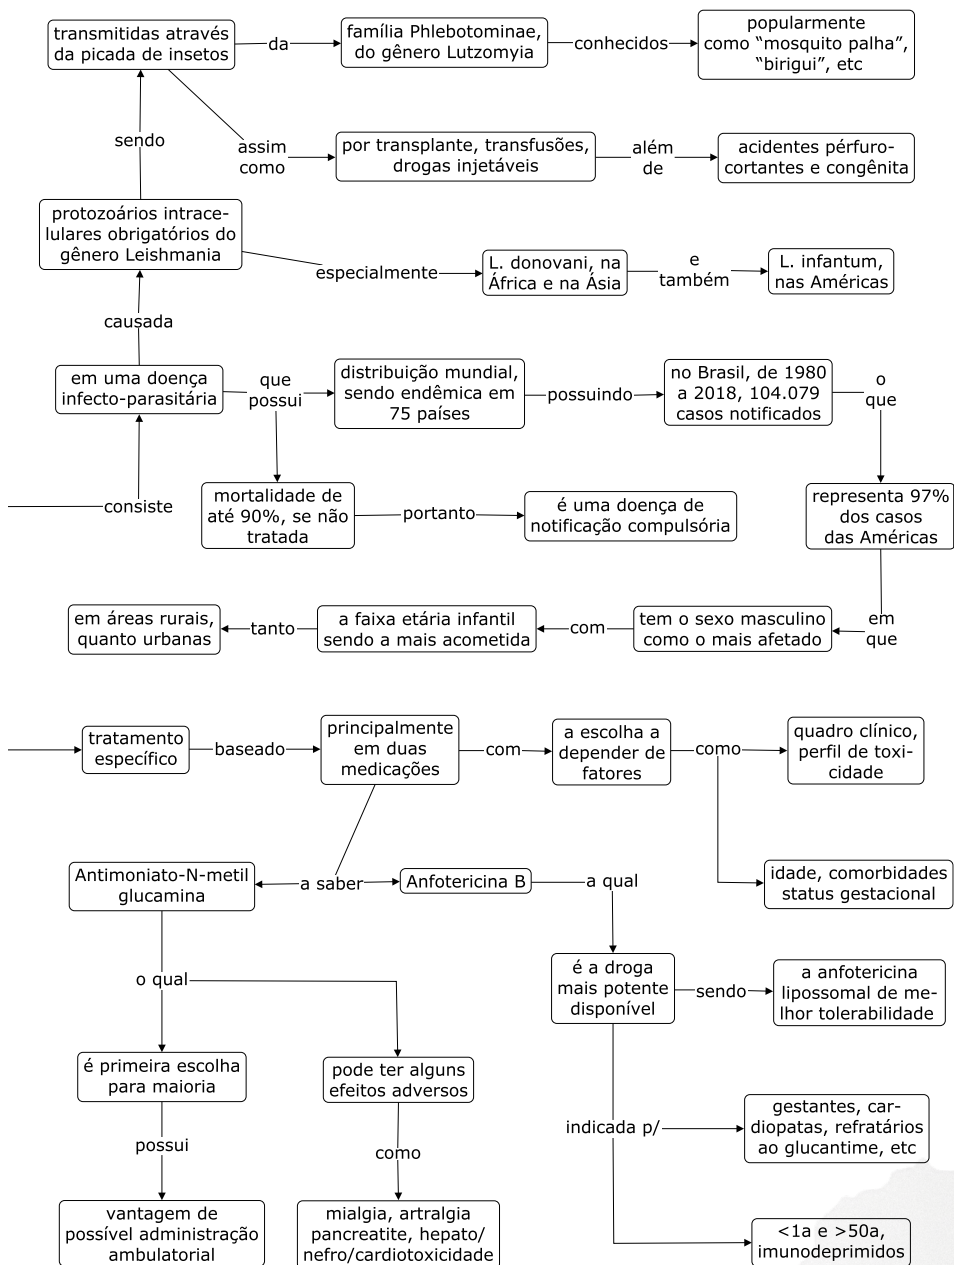 transmitidas através
da picada de insetos
da
família Phlebotominae,
do gênero Lutzomyia
conhecidos
popularmente
como “mosquito palha”,
“birigui”, etc
sendo
assim
como
por transplante, transfusões,
drogas injetáveis
além
de
acidentes pérfuro-
cortantes e congênita
protozoários intrace-
lulares obrigatórios do
gênero Leishmania
especialmente
L. donovani, na
África e na Ásia
e
também
L. infantum,
nas Américas
causada
em uma doença
infecto-parasitária
que
possui
distribuição mundial,
sendo endêmica em
75 países
possuindo
no Brasil, de 1980
a 2018, 104.079
casos notificados
o
que
consiste
mortalidade de
até 90%, se não
tratada
portanto
é uma doença de
notificação compulsória
representa 97%
dos casos
das Américas
em áreas rurais,
quanto urbanas
tanto
a faixa etária infantil
sendo a mais acometida
com
tem o sexo masculino
como o mais afetado
em
que
tratamento
específico
baseado
principalmente
em duas
medicações
com
a escolha a
depender de
fatores
como
quadro clínico,
perfil de toxi-
cidade
Antimoniato-N-metil
glucamina
a saber
Anfotericina B
a qual
idade, comorbidades
status gestacional
o qual
é a droga
mais potente
disponível
sendo
a anfotericina
lipossomal de me-
lhor tolerabilidade
é primeira escolha
para maioria
pode ter alguns
efeitos adversos
indicada p/
gestantes, car-
diopatas, refratários
ao glucantime, etc
possui
como
vantagem de
possível administração
ambulatorial
mialgia, artralgia
pancreatite, hepato/
nefro/cardiotoxicidade
<1a e >50a,
imunodeprimidos